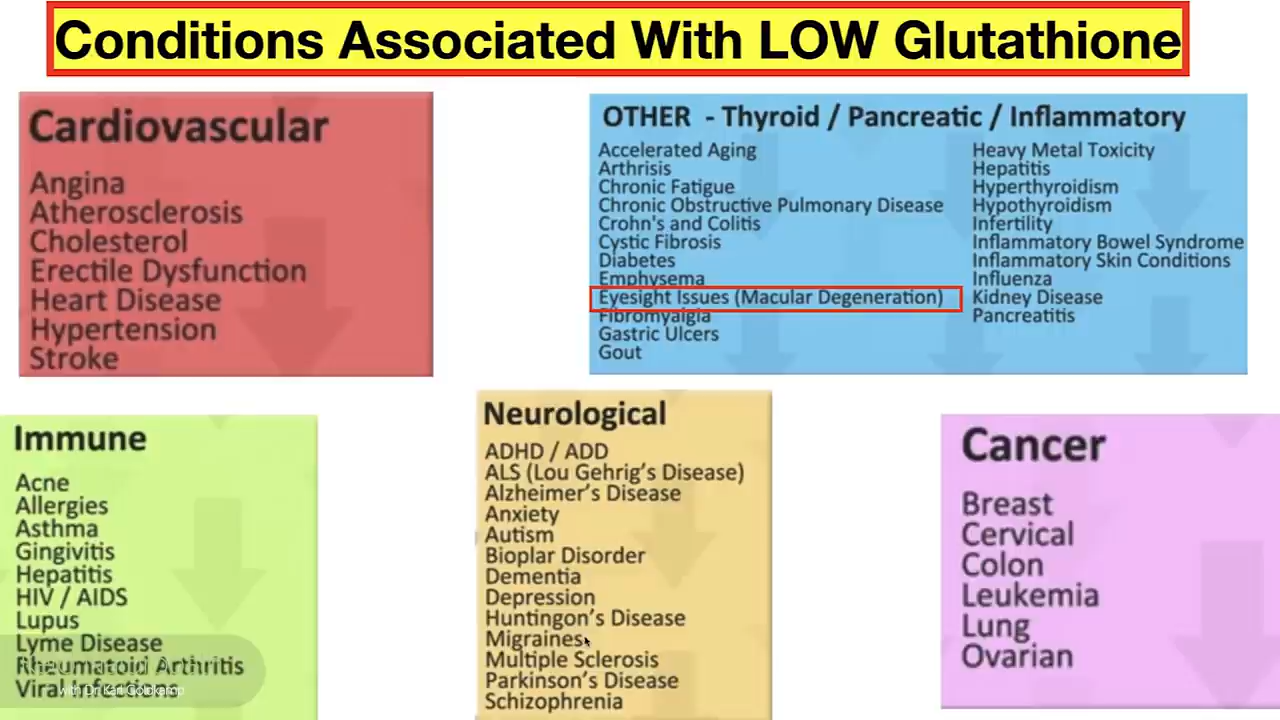 Conditions Associated With LOW Glutathione
Cardiovascular
Angina
Atherosclerosis
Cholesterol
Erectile Dysfunction
Heart Disease
Hypertension
Stroke
OTHER - Thyroid / Pancreatic / Inflammatory
Accelerated Aging
Arthrisis
Chronic Fatigue
Chronic Obstructive Pulmonary Disease
Crohn's and Colitis
Cystic Fibrosis
Diabetes
Emphysema
Eyesight Issues (Macular Degeneration)
Fibromyalgia
Gastric Ulcers
Gout
Heavy Metal Toxicity
Hepatitis
Hyperthyroidism
Hypothyroidism
Infertility
Inflammatory Bowel Syndrome
Inflammatory Skin Conditions
Influenza
Kidney Disease
Pancreatitis
Immune
Acne
Allergies
Asthma
Gingivitis
Hepatitis
HIV / AIDS
Lupus
Lyme Disease
Rheumatoid Arthritis
Viral Infections
with Dr. Karl Goldkamp
Neurological
ADHD / ADD
ALS (Lou Gehrig's Disease)
Alzheimer's Disease
Anxiety
Autism
Bioplar Disorder
Dementia
Depression
Huntingon's Disease
Migraines
Multiple Sclerosis
Parkinson's Disease
Schizophrenia
Cancer
Breast
Cervical
Colon
Leukemia
Lung
Ovarian